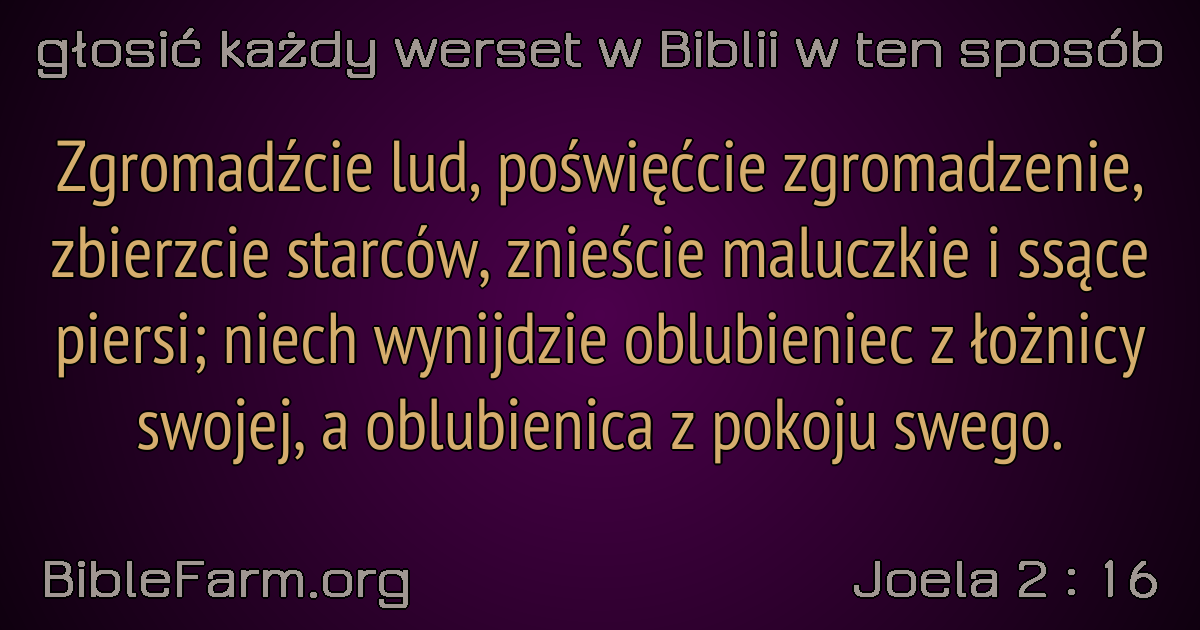 głosić każdy werset w Biblii w ten sposób
Zgromadźcie lud, poświęćcie zgromadzenie,
zbierzcie starców, znieście maluczkie i ssące
piersi; niech wynijdzie oblubieniec z łożnicy
swojej, a oblubienica z pokoju swego.
BibleFarm.org
Joela 2 : 16